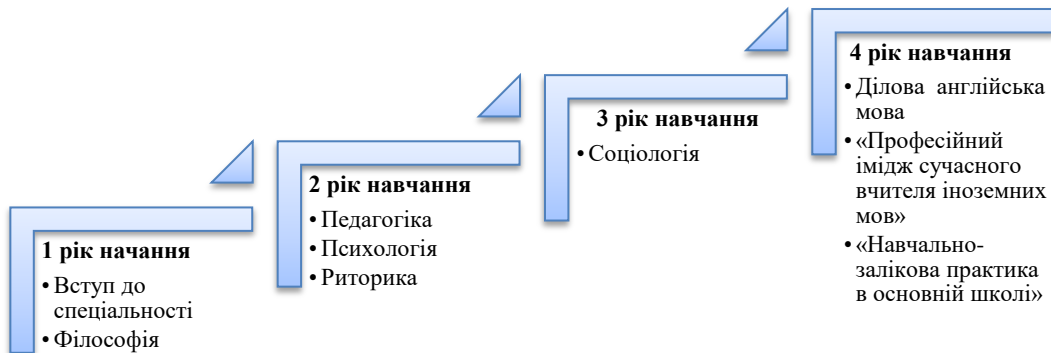 1 рік начання
• Вступ до
спеціальності
• Філософія
2 рік навчання
• Педагогіка
• Психологія
• Риторика
3 рік навчання
• Соціологія
4 рік навчання
• Ділова англійська
мова
• «Професійний
імідж сучасного
вчителя іноземних
мов»
• «Навчально-
залікова практика
в основній школі»